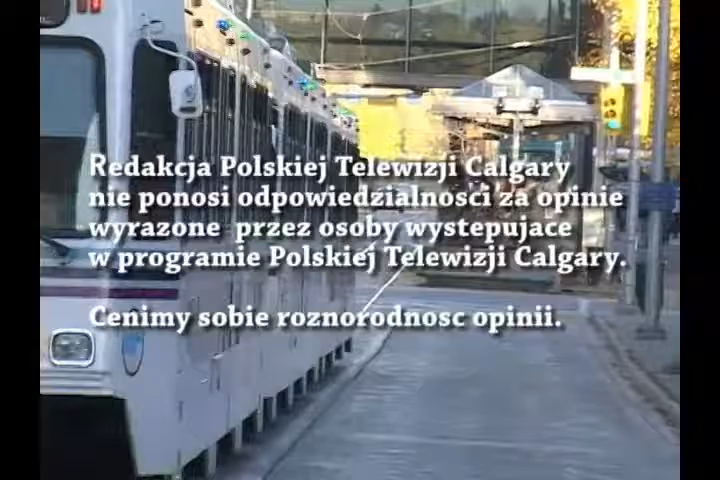 Redakcja Polskiej Telewizji Calgary
nie ponosi odpowiedzialnosci za opinie
wyrazone przez osoby wystepujace
w programie Polskiej Telewizji Calgary.
Cenimy sobie roznorodnosc opinii.